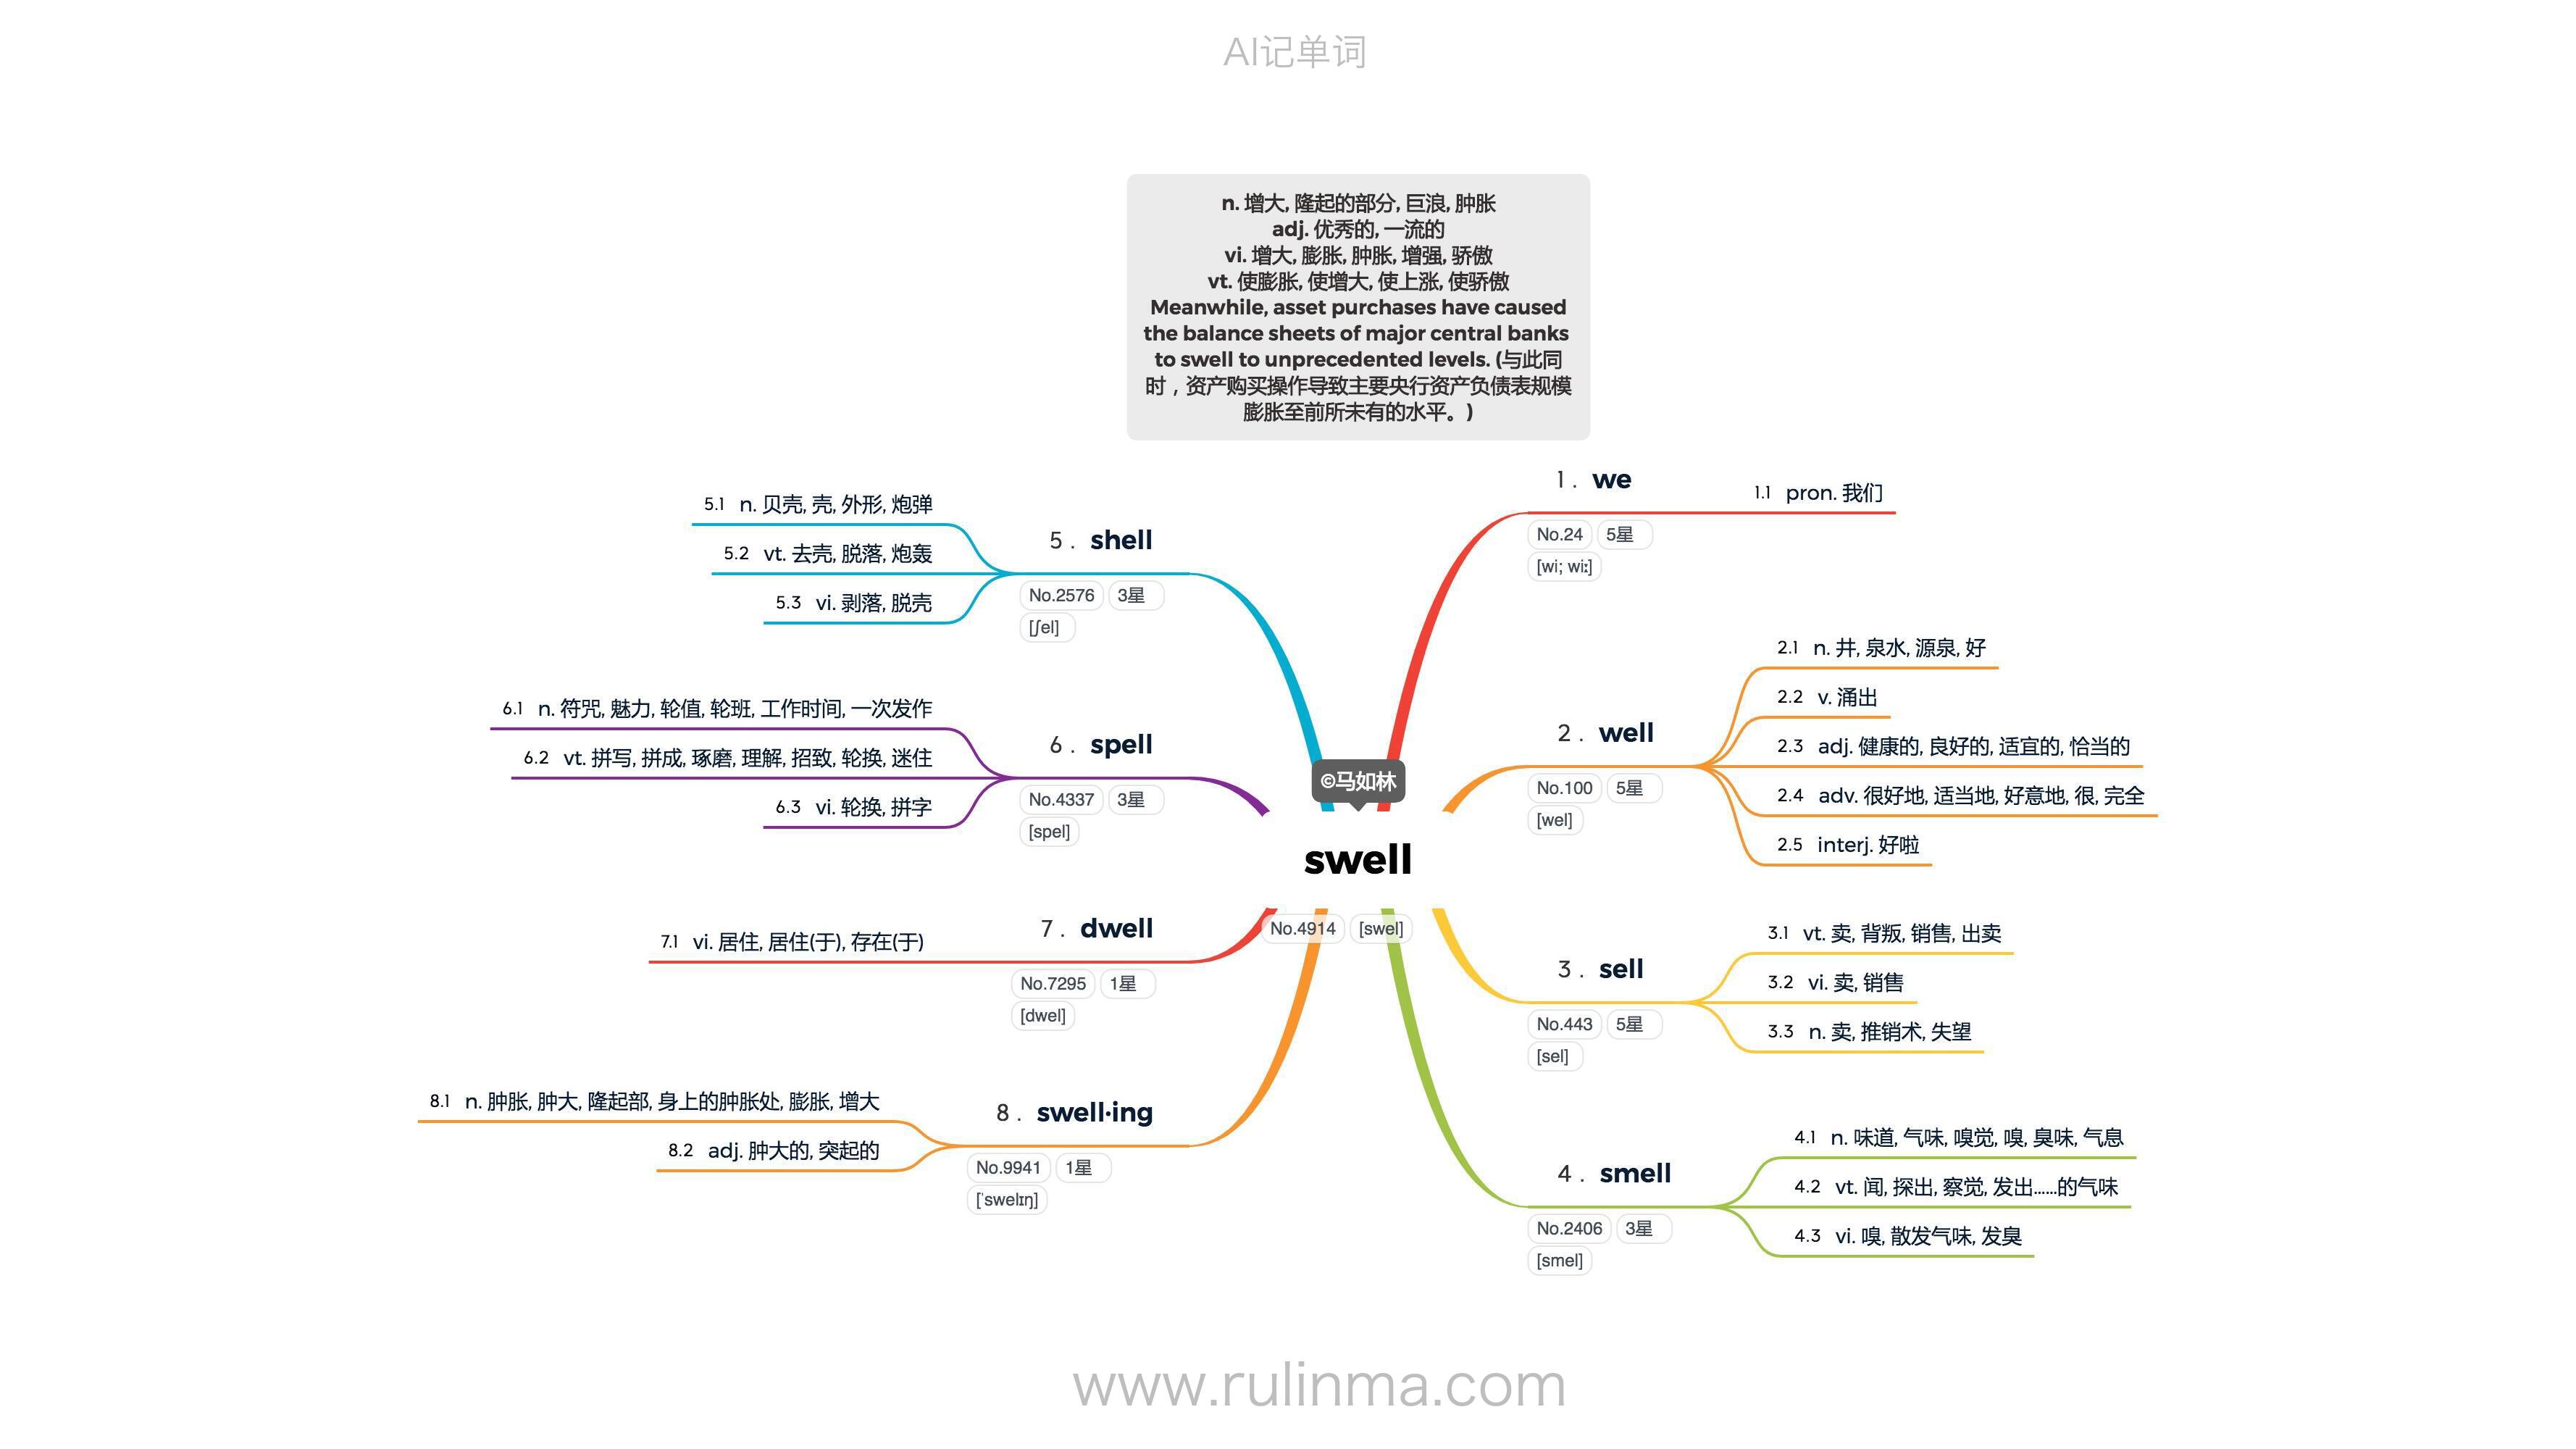 AI记单词
n. 增大, 隆起的部分, 巨浪, 肿胀
adj. 优秀的, 一流的
vi. 增大, 膨胀, 肿胀, 增强, 骄傲
vt. 使膨胀, 使增大, 使上涨, 使骄傲
Meanwhile, asset purchases have caused
the balance sheets of major central banks
to swell to unprecedented levels. (与此同
时，资产购买操作导致主要央行资产负债表规模
膨胀至前所未有的水平。)
©马如林
swell
No.4914 [swel]
1. we
No.24 5星
[wi; wiː]
1.1 pron. 我们
2. well
No.100 5星
[wel]
2.1 n. 井, 泉水, 源泉, 好
2.2 v. 涌出
2.3 adj. 健康的, 良好的, 适宜的, 恰当的
2.4 adv. 很好地, 适当地, 好意地, 很, 完全
2.5 interj. 好啦
3. sell
No.443 5星
[sel]
3.1 vt. 卖, 背叛, 销售, 出卖
3.2 vi. 卖, 销售
3.3 n. 卖, 推销术, 失望
4. smell
No.2406 3星
[smel]
4.1 n. 味道, 气味, 嗅觉, 嗅, 臭味, 气息
4.2 vt. 闻, 探出, 察觉, 发出……的气味
4.3 vi. 嗅, 散发气味, 发臭
5. shell
No.2576 3星
[ʃel]
5.1 n. 贝壳, 壳, 外形, 炮弹
5.2 vt. 去壳, 脱落, 炮轰
5.3 vi. 剥落, 脱壳
6. spell
No.4337 3星
[spel]
6.1 n. 符咒, 魅力, 轮值, 轮班, 工作时间, 一次发作
6.2 vt. 拼写, 拼成, 琢磨, 理解, 招致, 轮换, 迷住
6.3 vi. 轮换, 拼字
7. dwell
No.7295 1星
[dwel]
7.1 vi. 居住, 居住(于), 存在(于)
8. swell·ing
No.9941 1星
[ˈswelɪŋ]
8.1 n. 肿胀, 肿大, 隆起部, 身上的肿胀处, 膨胀, 增大
8.2 adj. 肿大的, 突起的
www.rulinma.com